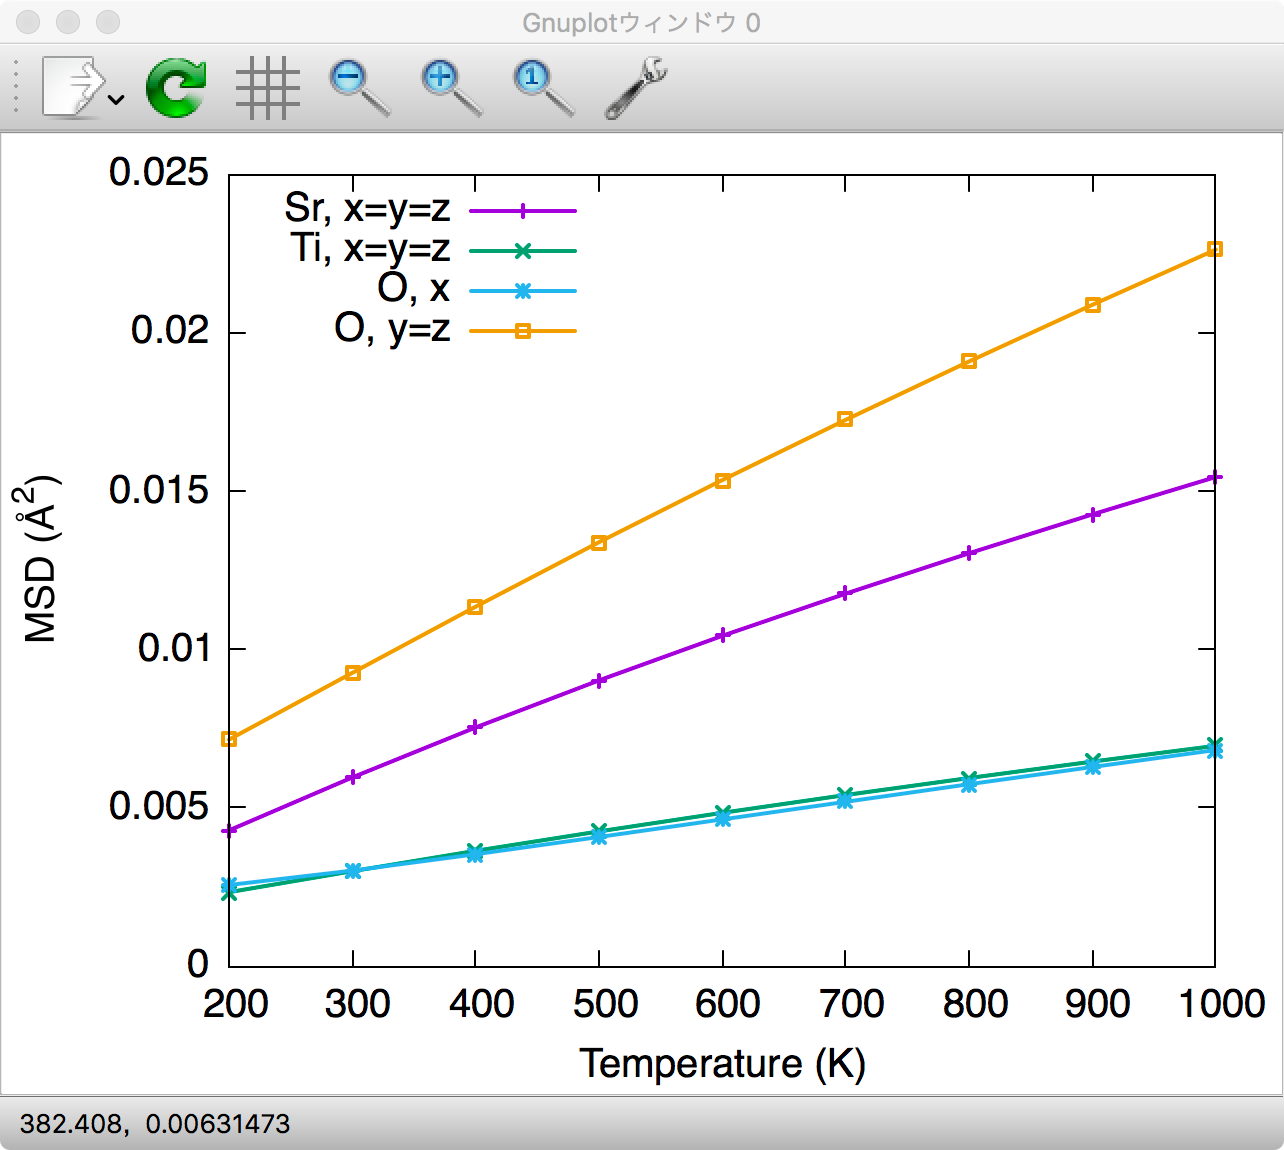 Gnuplotウィンドウ 0
1
0.025
Sr, x=y=z
Ti, x=y=z
O, x
O, y=z
0.02
0.015
MSD (Å2)
0.01
0.005
0
200 300 400 500 600 700 800 900 1000
Temperature (K)
382.408, 0.00631473